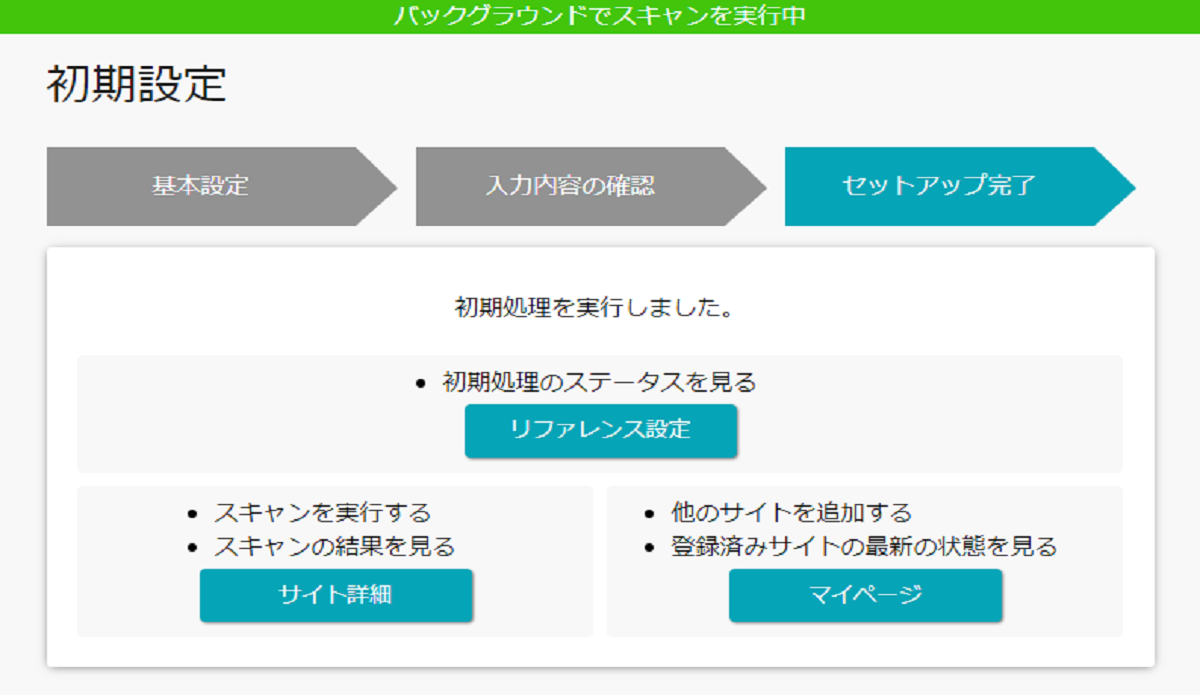 バックグラウンドでスキャンを実行中
初期設定
基本設定
入力内容の確認
セットアップ完了
初期処理を実行しました。
• 初期処理のステータスを見る
リファレンス設定
• スキャンを実行する
• スキャンの結果を見る
サイト詳細
• 他のサイトを追加する
• 登録済みサイトの最新の状態を見る
マイページ